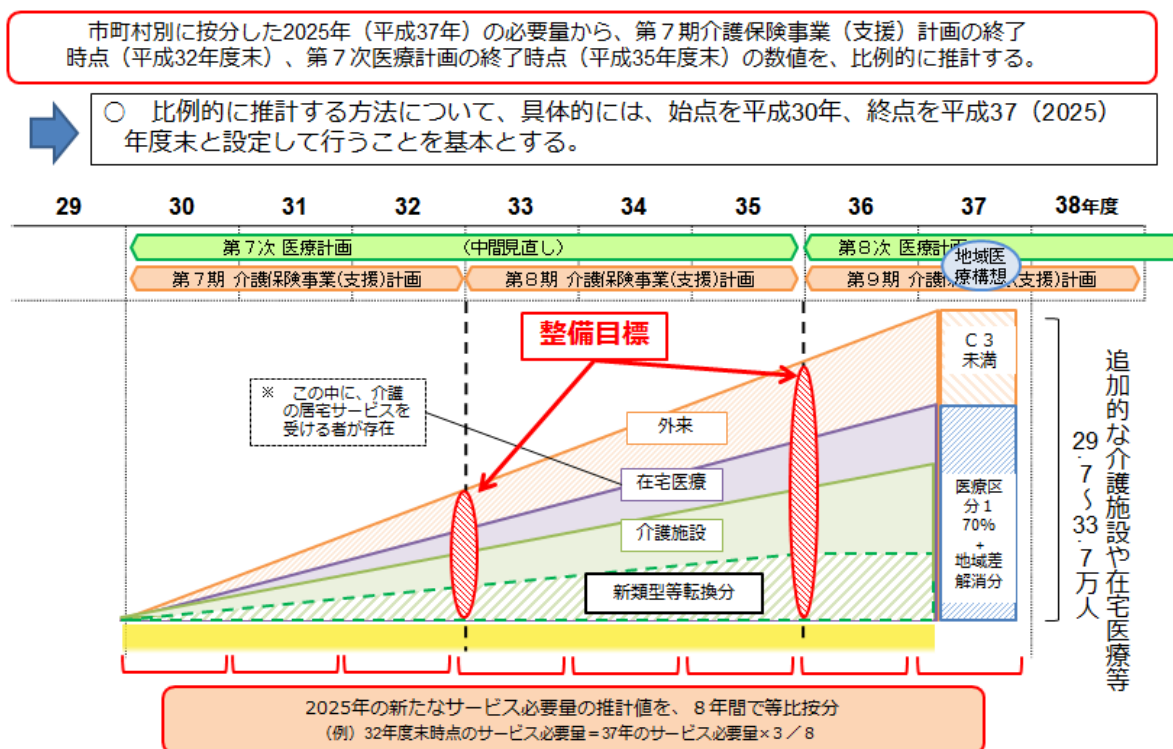 市町村別に按分した2025年（平成37年）の必要量から、第７期介護保険事業（支援）計画の終了
時点（平成32年度末）、第７次医療計画の終了時点（平成35年度末）の数値を、比例的に推計する。
○　比例的に推計する方法について、具体的には、始点を平成30年、終点を平成37（2025）
年度末と設定して行うことを基本とする。
29 30 31 32 33 34 35 36 37 38年度
第７次 医療計画　（中間見直し）
第８次 医療計画
地域医
療構想
第７期 介護保険事業(支援)計画
第８期 介護保険事業(支援)計画
第９期 介護保険事業(支援)計画
整備目標
※　この中に、介護
の居宅サービスを
受ける者が存在
外来
在宅医療
介護施設
新類型等転換分
Ｃ３
未満
医療区
分１
70%
+
地域差
解消分
追加的な介護施設や在宅医療等
29.7～33.7万人
2025年の新たなサービス必要量の推計値を、８年間で等比按分
（例）32年度末時点のサービス必要量＝37年のサービス必要量×３／８